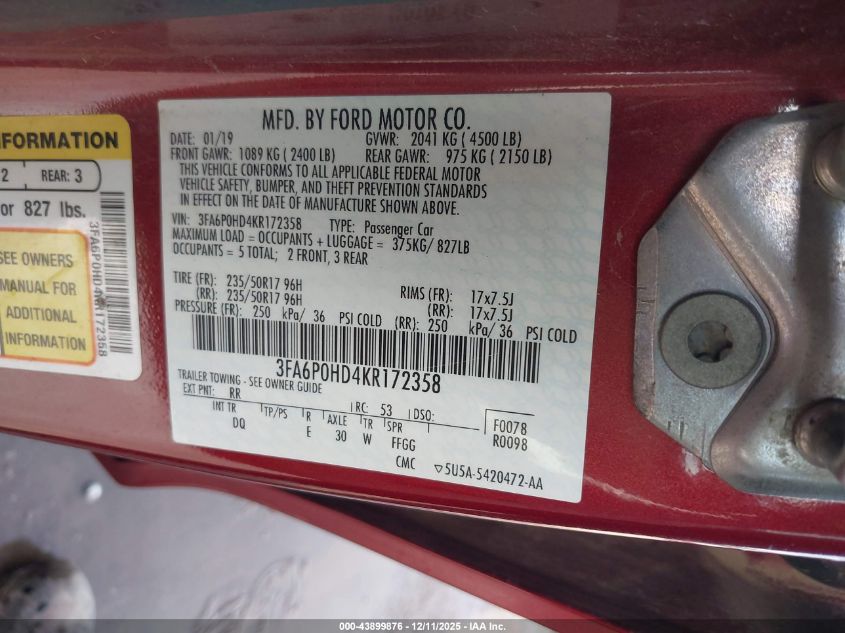 MFD. BY FORD MOTOR CO.
DATE: 01/19 GVWR: 2041 KG ( 4500 LB)
FRONT GAWR: 1089 KG ( 2400 LB) REAR GAWR: 975 KG ( 2150 LB)
THIS VEHICLE CONFORMS TO ALL APPLICABLE FEDERAL MOTOR
VEHICLE SAFETY, BUMPER, AND THEFT PREVENTION STANDARDS
IN EFFECT ON THE DATE OF MANUFACTURE SHOWN ABOVE.
VIN: 3FA6P0HD4KR172358 TYPE: Passenger Car
MAXIMUM LOAD = OCCUPANTS + LUGGAGE = 375KG/ 827LB
OCCUPANTS = 5 TOTAL; 2 FRONT, 3 REAR
TIRE (FR): 235/50R17 96H RIMS (FR): 17x7.5J
(RR): 235/50R17 96H (RR): 17x7.5J
PRESSURE (FR): 250 kPa/ 36 PSI COLD (RR): 250 kPa/ 36 PSI COLD
3FA6P0HD4KR172358
TRAILER TOWING - SEE OWNER GUIDE
EXT PNT: RR RC: 53 DSO: F0078
INT TR TP/PS R AXLE TR SPR R0098
DQ E 30 W FFGG
CMC ▽5U5A-5420472-AA
NFORMATION
2 REAR: 3
or 827 lbs.
SEE OWNERS
MANUAL FOR
ADDITIONAL
INFORMATION
3FA6P0HD4KR172358
000-43899876 - 12/11/2025 - IAA Inc.